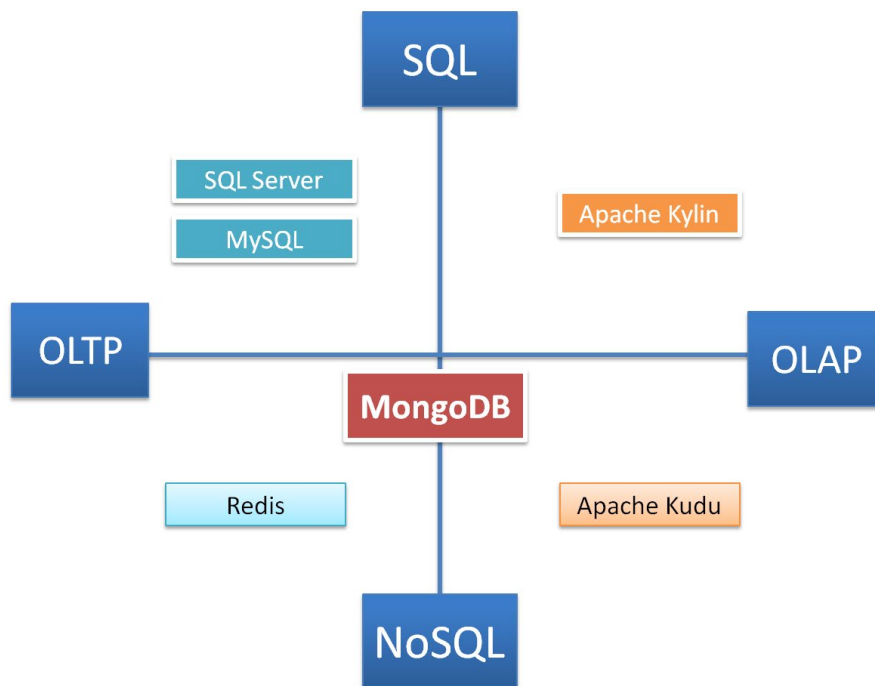 SQL
SQL Server
Apache Kylin
MySQL
OLTP
OLAP
MongoDB
Redis
Apache Kudu
NoSQL